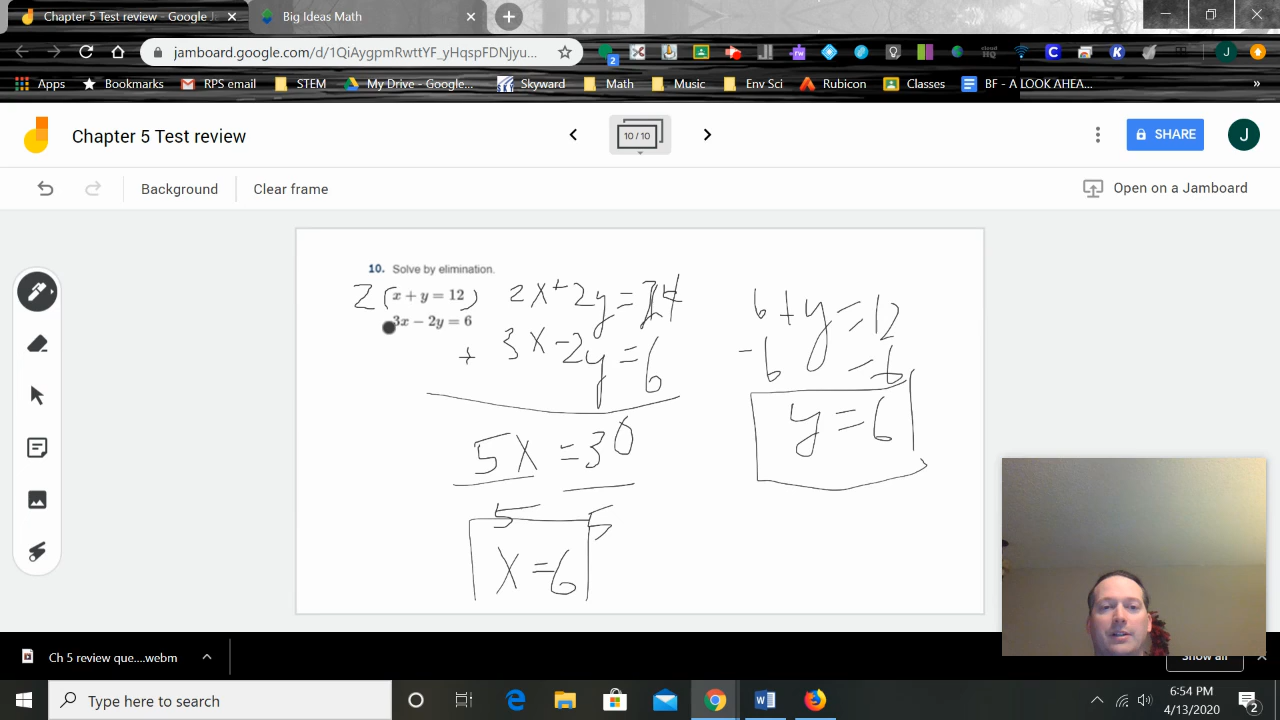 Chapter 5 Test review - Google J
Big Ideas Math
jamboard.google.com/d/1QiAygpmRwttYF_yHqspFDNjyu...
2
J
Apps
Bookmarks
RPS email
STEM
My Drive - Google...
Skyward
Math
Music
Env Sci
Rubicon
Classes
BF - A LOOK AHEA...
»
Chapter 5 Test review
10 / 10
SHARE
J
Background
Clear frame
Open on a Jamboard
10. Solve by elimination.
2(x + y = 12) 2x+2y=24
3x − 2y = 6
+ 3x-2y=6
5x=30
5 5
x=6
6+y=12
-6 -6
y=6
Ch 5 review que....webm
Show all
Type here to search
6:54 PM
4/13/2020
2